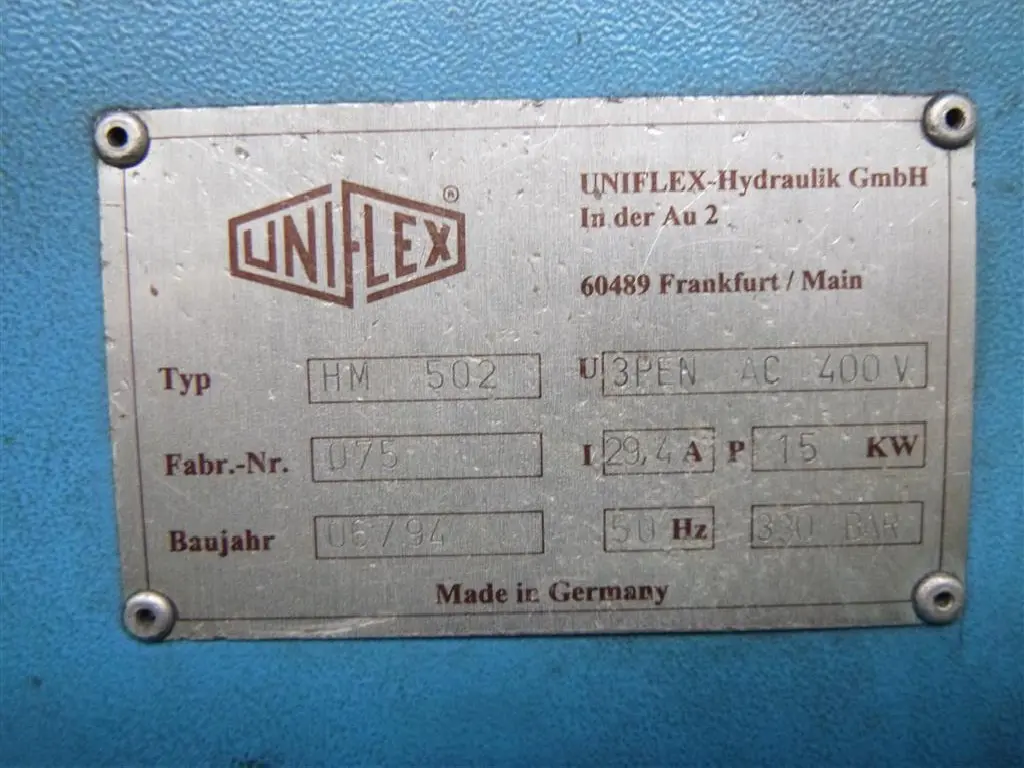 UNIFLEX ®
UNIFLEX-Hydraulik GmbH
In der Au 2
60489 Frankfurt / Main
Typ HM 502
U 3PEN AC 400 V
Fabr.-Nr. 075
I 29,4 A P 15 KW
Baujahr 06/94
50 Hz 330 BAR
Made in Germany